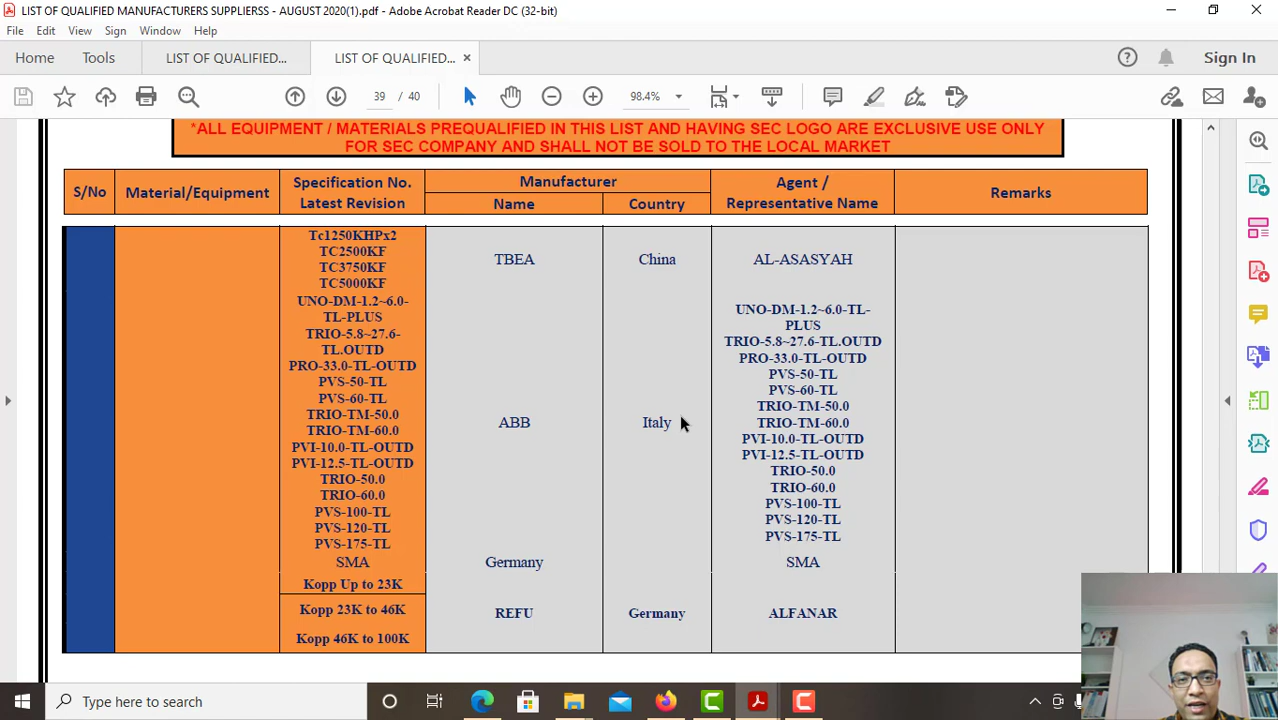 LIST OF QUALIFIED MANUFACTURERS SUPPLIERSS - AUGUST 2020(1).pdf - Adobe Acrobat Reader DC (32-bit)
File Edit View Sign Window Help
Home Tools LIST OF QUALIFIED... LIST OF QUALIFIED... × Sign In
39 / 40 98.4%
*ALL EQUIPMENT / MATERIALS PREQUALIFIED IN THIS LIST AND HAVING SEC LOGO ARE EXCLUSIVE USE ONLY
FOR SEC COMPANY AND SHALL NOT BE SOLD TO THE LOCAL MARKET
S/No
Material/Equipment
Specification No.
Latest Revision
Manufacturer
Name
Country
Agent /
Representative Name
Remarks
Tc1250KHPx2
TC2500KF
TC3750KF
TC5000KF
TBEA
China
AL-ASASYAH
UNO-DM-1.2~6.0-
TL-PLUS
TRIO-5.8~27.6-
TL.OUTD
PRO-33.0-TL-OUTD
PVS-50-TL
PVS-60-TL
TRIO-TM-50.0
TRIO-TM-60.0
PVI-10.0-TL-OUTD
PVI-12.5-TL-OUTD
TRIO-50.0
TRIO-60.0
PVS-100-TL
PVS-120-TL
PVS-175-TL
ABB
Italy
UNO-DM-1.2~6.0-TL-
PLUS
TRIO-5.8~27.6-TL.OUTD
PRO-33.0-TL-OUTD
PVS-50-TL
PVS-60-TL
TRIO-TM-50.0
TRIO-TM-60.0
PVI-10.0-TL-OUTD
PVI-12.5-TL-OUTD
TRIO-50.0
TRIO-60.0
PVS-100-TL
PVS-120-TL
PVS-175-TL
SMA
Germany
SMA
Kopp Up to 23K
Kopp 23K to 46K
Kopp 46K to 100K
REFU
Germany
ALFANAR
Type here to search